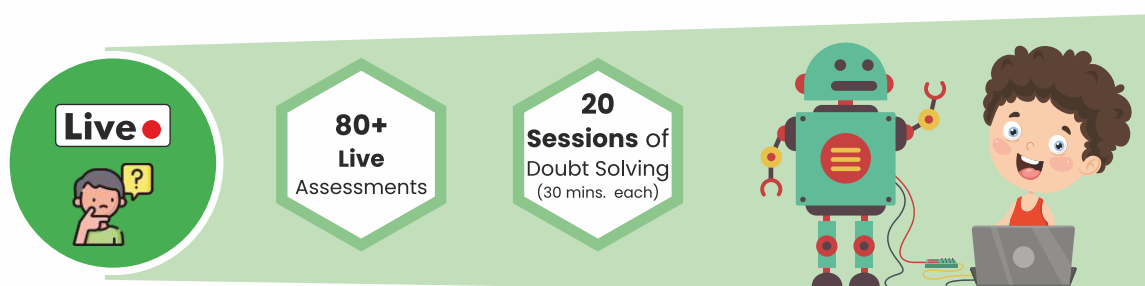 Live
?
80+
Live
Assessments
20
Sessions of
Doubt Solving
(30 mins. each)